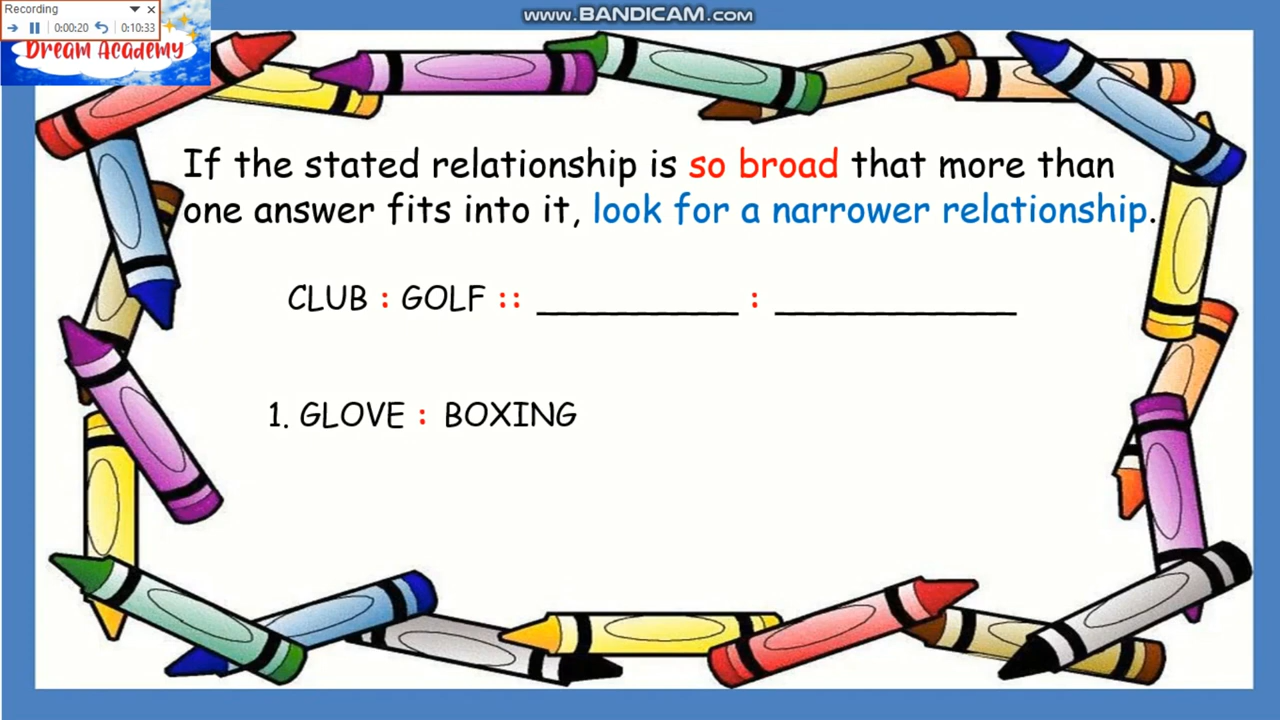 www.BANDICAM.com
Recording
0:00:20 0:10:33
Dream Academy
If the stated relationship is so broad that more than
one answer fits into it, look for a narrower relationship.
CLUB : GOLF :: __________ : ____________
1. GLOVE : BOXING